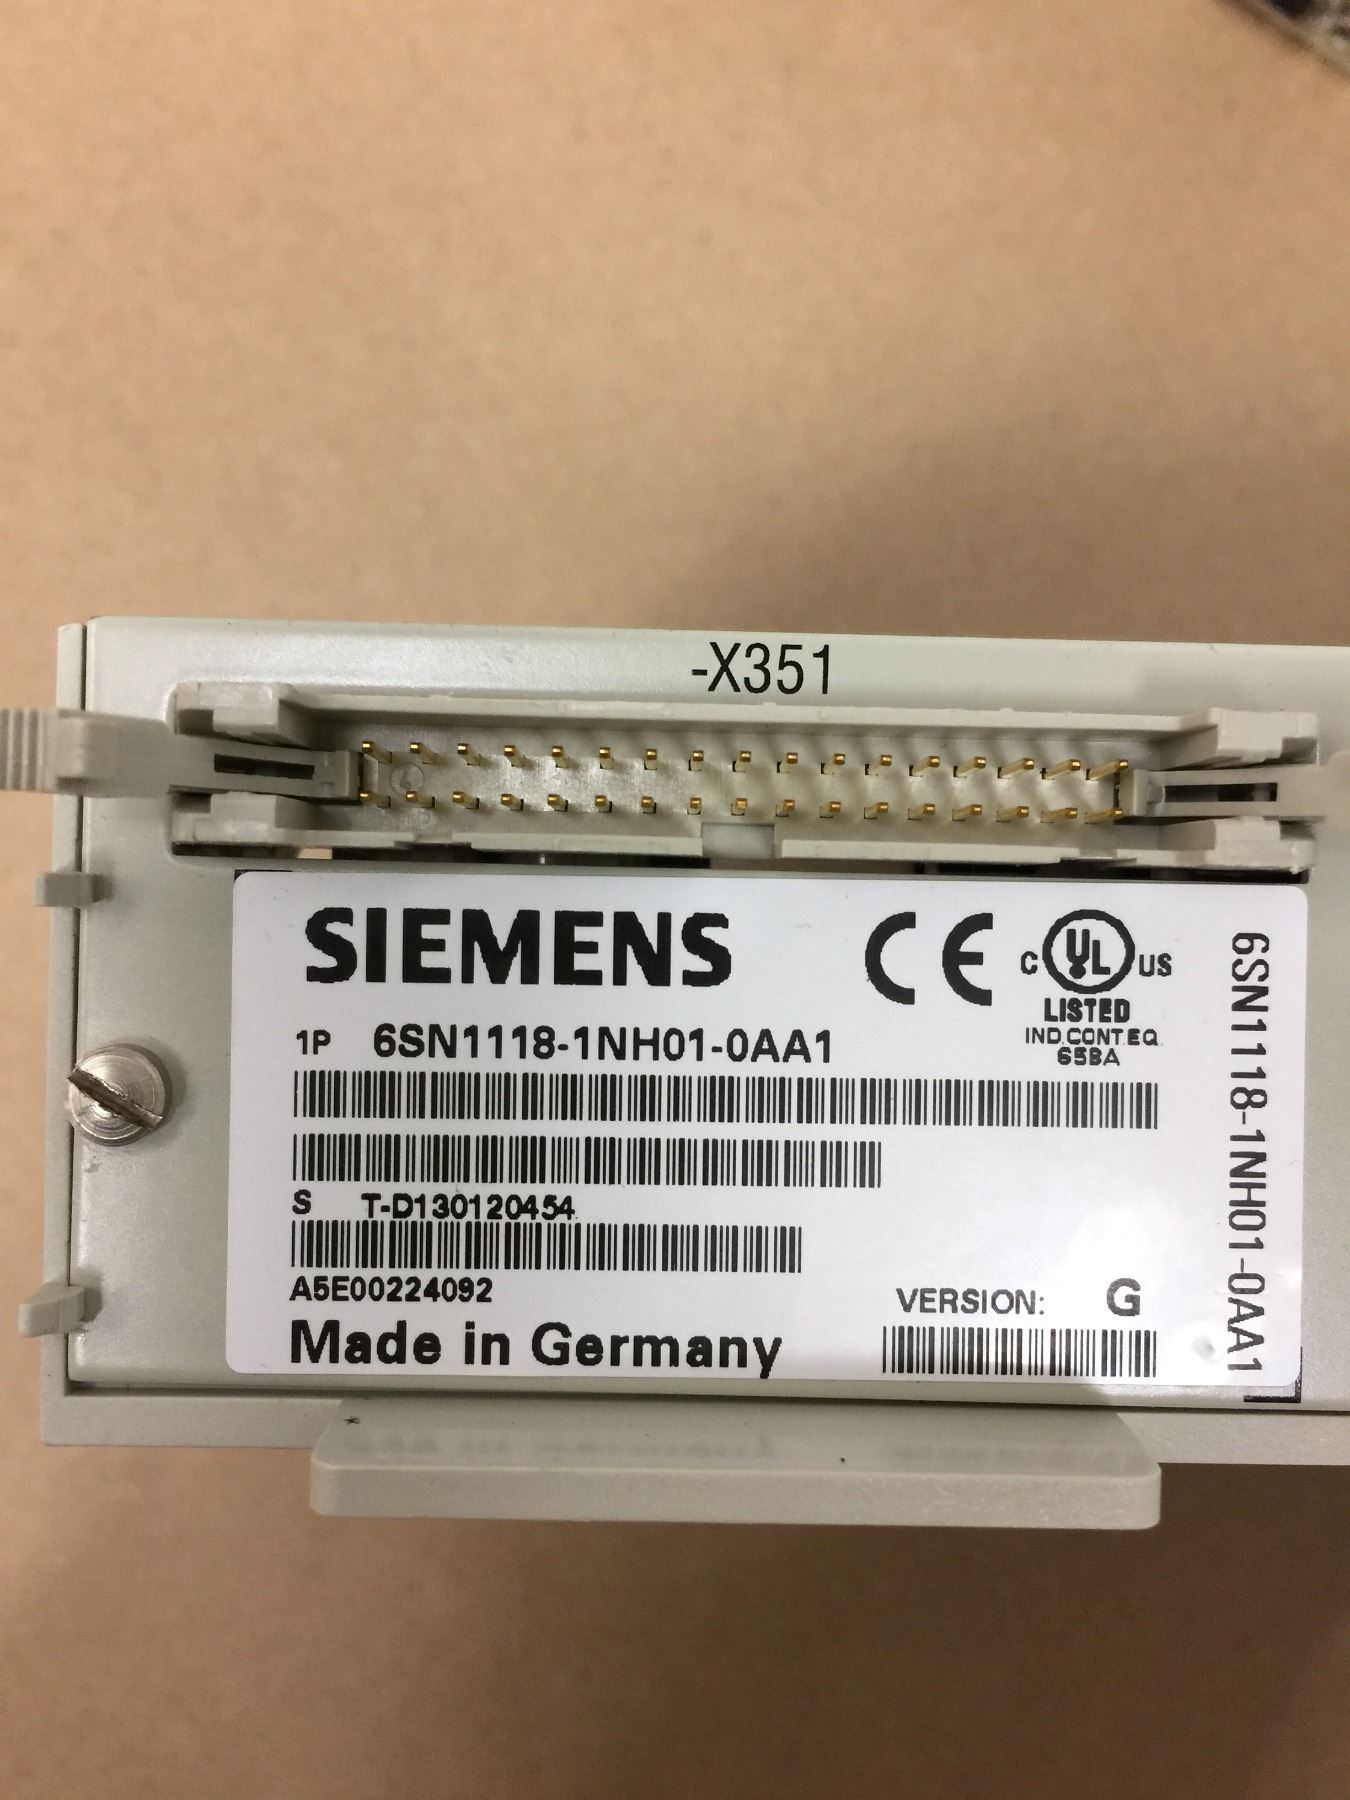 -X351
SIEMENS
CE
C UL US
LISTED
IND.CONT.EQ.
65BA
1P 6SN1118-1NH01-0AA1
S T-D130120454
A5E00224092
Made in Germany
VERSION: G
6SN1118-1NH01-0AA1